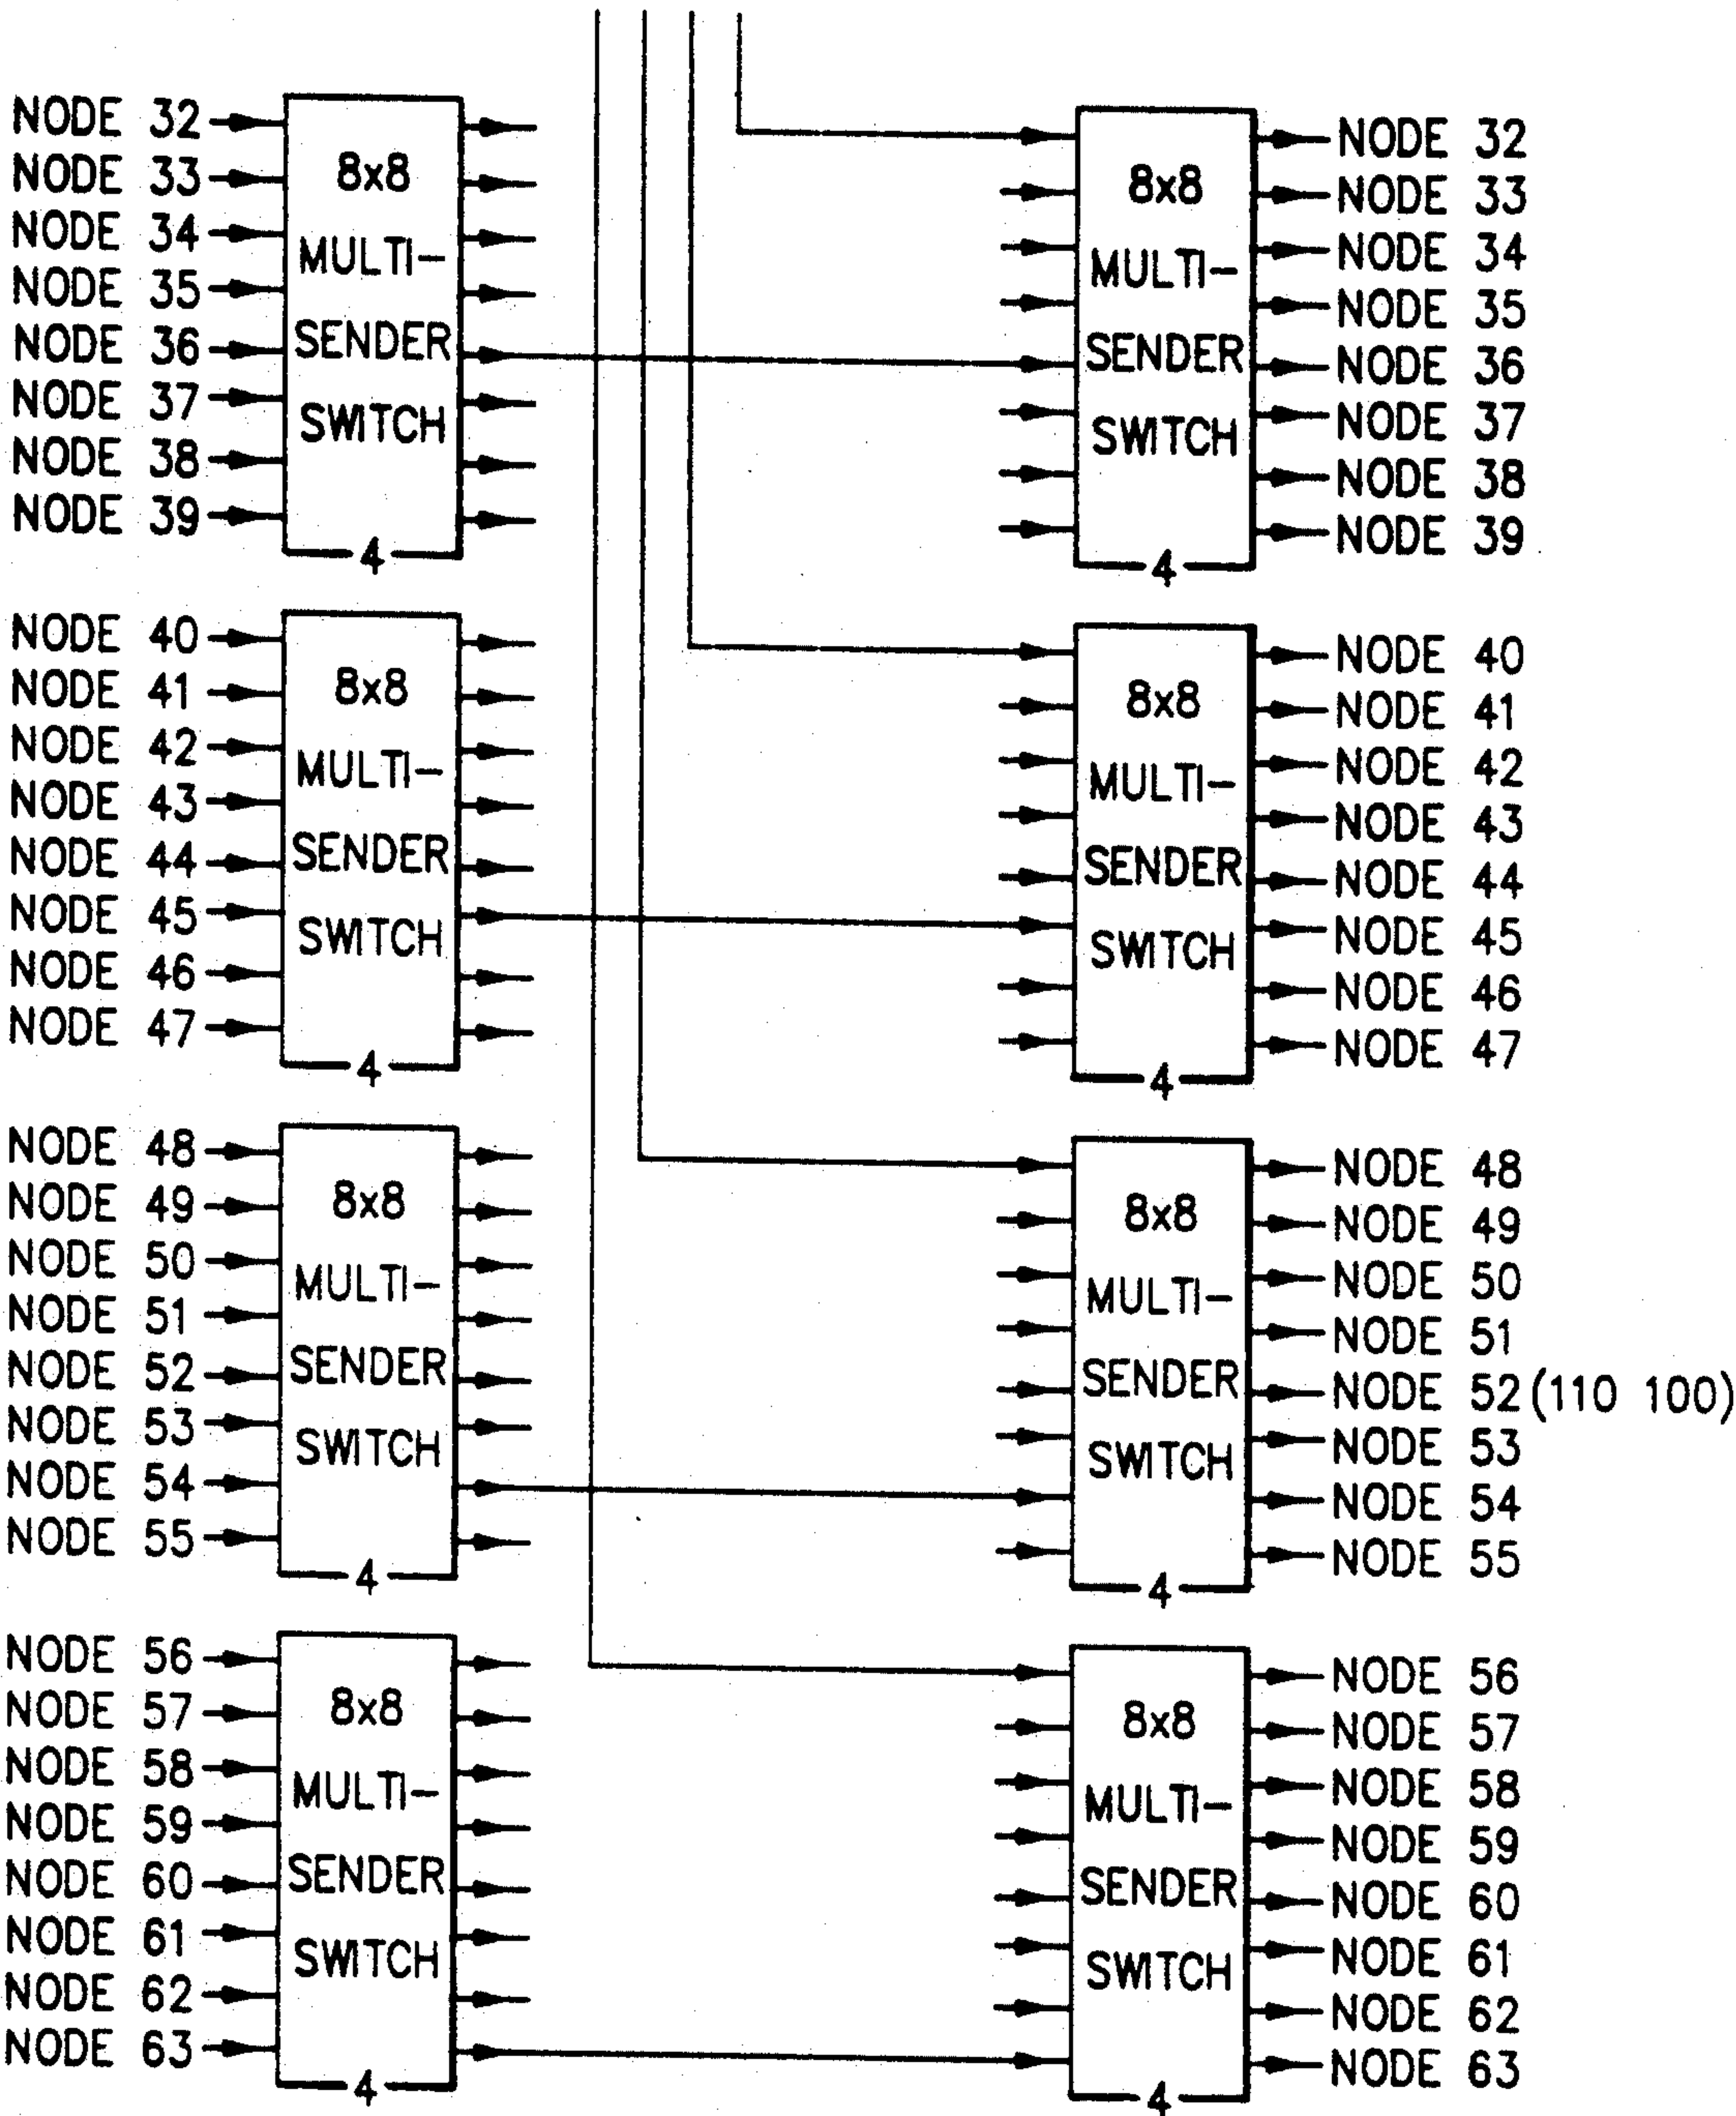 NODE 32
NODE 33
NODE 34
NODE 35
NODE 36
NODE 37
NODE 38
NODE 39
8x8
MULTI-
SENDER
SWITCH
4
8x8
MULTI-
SENDER
SWITCH
4
NODE 32
NODE 33
NODE 34
NODE 35
NODE 36
NODE 37
NODE 38
NODE 39
NODE 40
NODE 41
NODE 42
NODE 43
NODE 44
NODE 45
NODE 46
NODE 47
8x8
MULTI-
SENDER
SWITCH
4
8x8
MULTI-
SENDER
SWITCH
4
NODE 40
NODE 41
NODE 42
NODE 43
NODE 44
NODE 45
NODE 46
NODE 47
NODE 48
NODE 49
NODE 50
NODE 51
NODE 52
NODE 53
NODE 54
NODE 55
8x8
MULTI-
SENDER
SWITCH
4
8x8
MULTI-
SENDER
SWITCH
4
NODE 48
NODE 49
NODE 50
NODE 51
NODE 52 (110 100)
NODE 53
NODE 54
NODE 55
NODE 56
NODE 57
NODE 58
NODE 59
NODE 60
NODE 61
NODE 62
NODE 63
8x8
MULTI-
SENDER
SWITCH
4
8x8
MULTI-
SENDER
SWITCH
4
NODE 56
NODE 57
NODE 58
NODE 59
NODE 60
NODE 61
NODE 62
NODE 63